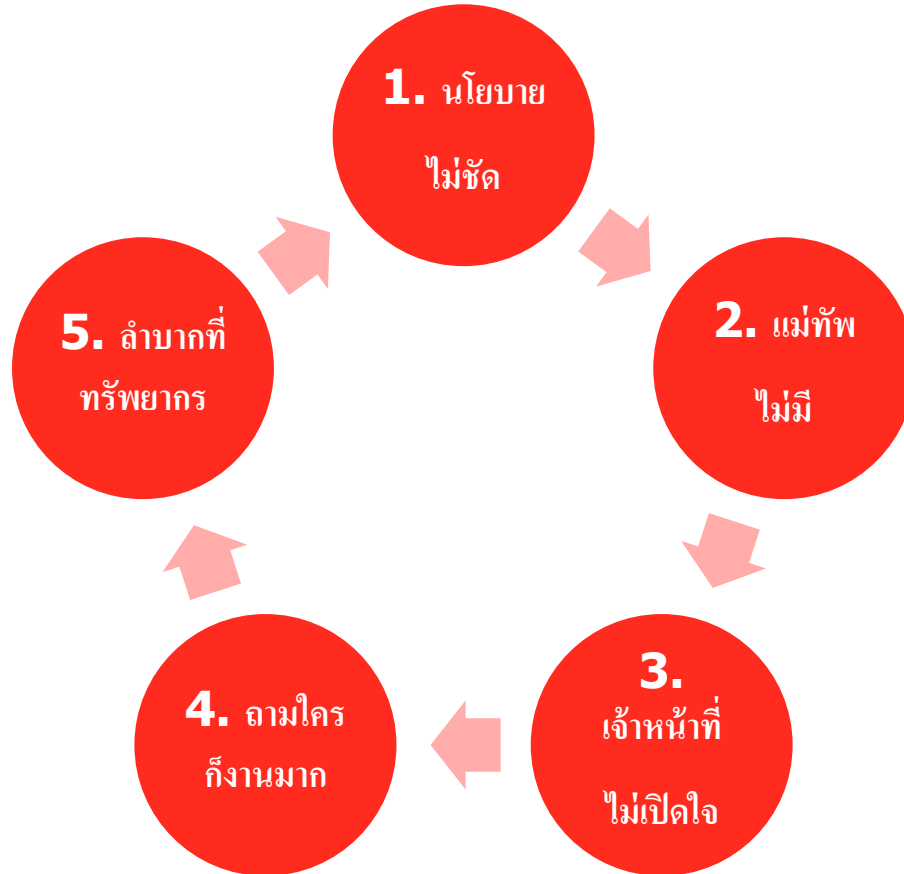 1. นโยบาย
ไม่ชัด
2. แม่ทัพ
ไม่มี
3.
เจ้าหน้าที่
ไม่เปิดใจ
4. ถามใคร
ก็งานมาก
5. ลำบากที่
ทรัพยากร